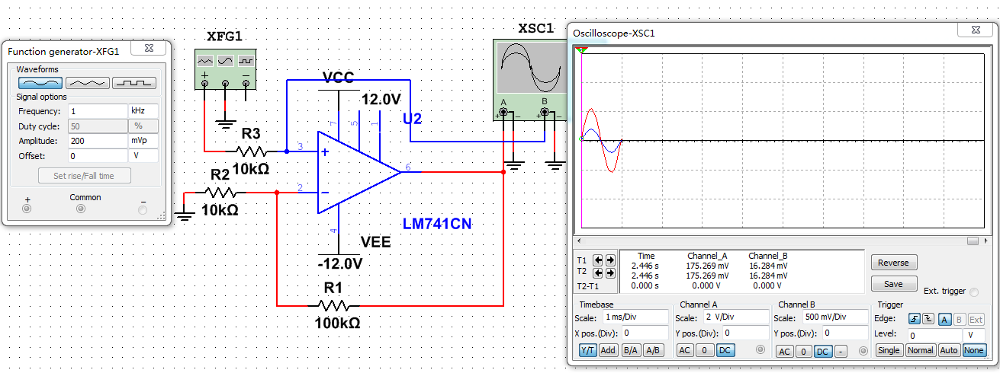 Function generator-XFG1
Waveforms
Signal options
Frequency: 1 kHz
Duty cycle: 50 %
Amplitude: 200 mVp
Offset: 0 V
Set rise/Fall time
+ Common −
XFG1
+ −
VCC
12.0V
7 5 1
U2
R3
3 +
10kΩ
R2
2 −
10kΩ
6
LM741CN
4
VEE
-12.0V
R1
100kΩ
XSC1
A B
+ − + −
Oscilloscope-XSC1
T1
T2
T2-T1
Time Channel_A Channel_B
2.446 s 175.269 mV 16.284 mV
2.446 s 175.269 mV 16.284 mV
0.000 s 0.000 V 0.000 V
Reverse
Save
Ext. trigger
Timebase
Scale: 1 ms/Div
X pos.(Div): 0
Y/T Add B/A A/B
Channel A
Scale: 2 V/Div
Y pos.(Div): 0
AC 0 DC
Channel B
Scale: 500 mV/Div
Y pos.(Div): 0
AC 0 DC -
Trigger
Edge: A B Ext
Level: 0 V
Single Normal Auto None